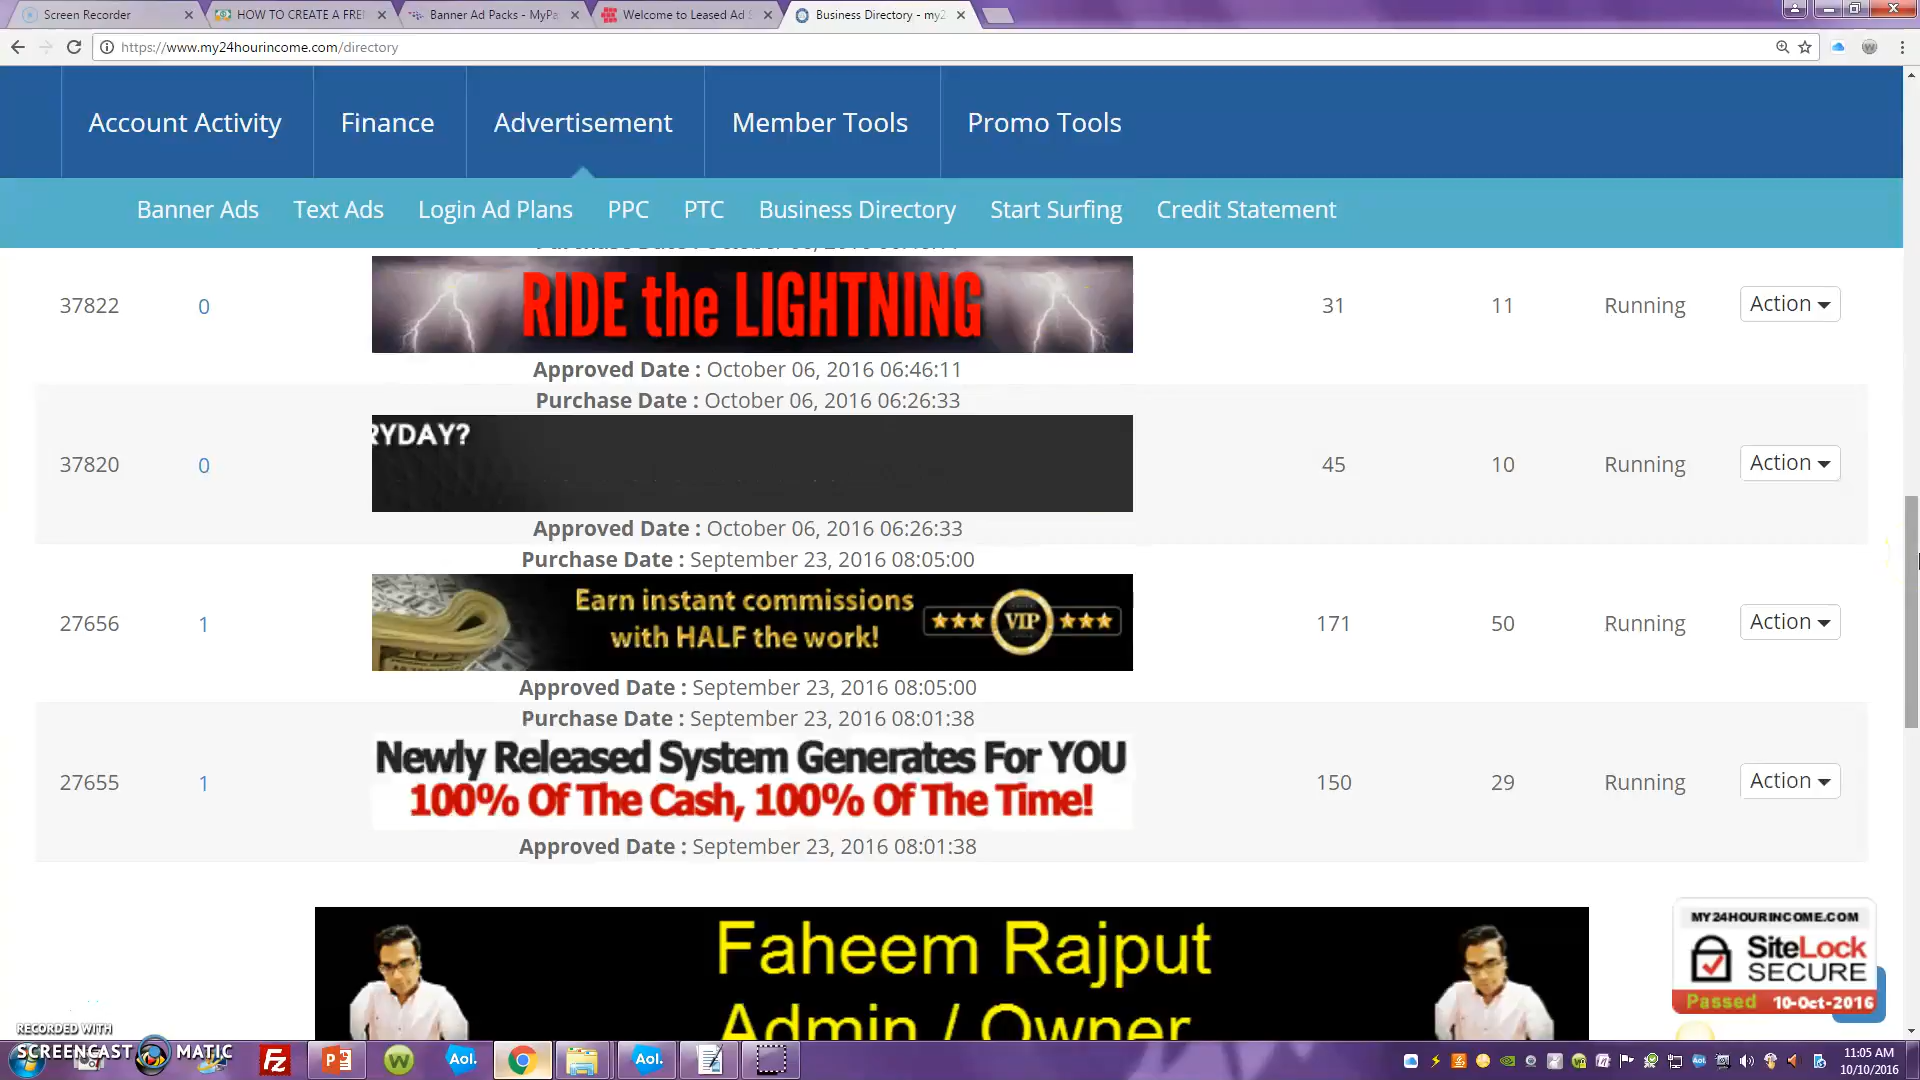 Screen Recorder
HOW TO CREATE A FRE
Banner Ad Packs - MyPa
Welcome to Leased Ad S
Business Directory - my2
https://www.my24hourincome.com/directory
Account Activity
Finance
Advertisement
Member Tools
Promo Tools
Banner Ads
Text Ads
Login Ad Plans
PPC
PTC
Business Directory
Start Surfing
Credit Statement
37822
0
RIDE the LIGHTNING
31
11
Running
Action
Approved Date : October 06, 2016 06:46:11
Purchase Date : October 06, 2016 06:26:33
37820
0
RYDAY?
45
10
Running
Action
Approved Date : October 06, 2016 06:26:33
Purchase Date : September 23, 2016 08:05:00
27656
1
Earn instant commissions
with HALF the work!
VIP
171
50
Running
Action
Approved Date : September 23, 2016 08:05:00
Purchase Date : September 23, 2016 08:01:38
27655
1
Newly Released System Generates For YOU
100% Of The Cash, 100% Of The Time!
150
29
Running
Action
Approved Date : September 23, 2016 08:01:38
Faheem Rajput
Admin / Owner
MY24HOURINCOME.COM
SiteLock
SECURE
Passed 10-Oct-2016
RECORDED WITH
SCREENCAST MATIC
Fz
W
Aol.
Aol.
11:05 AM
10/10/2016